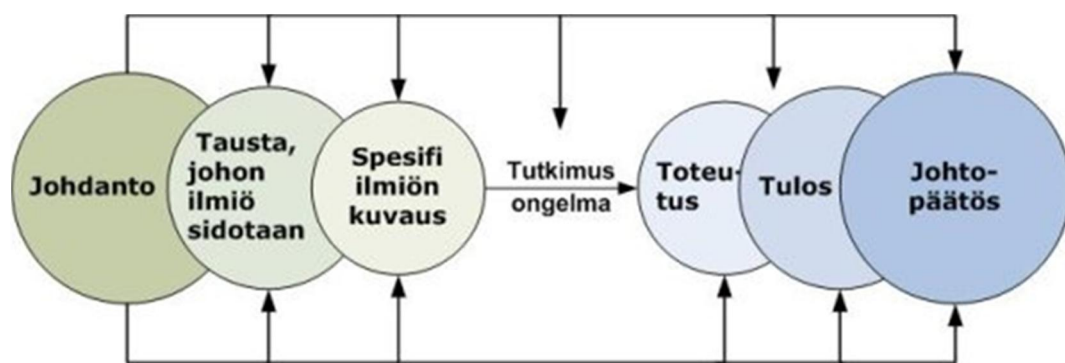 Johdanto
Tausta,
johon
ilmiö
sidotaan
Spesifi
ilmiön
kuvaus
Tutkimus
ongelma
Toteu-
tus
Tulos
Johto-
päätös